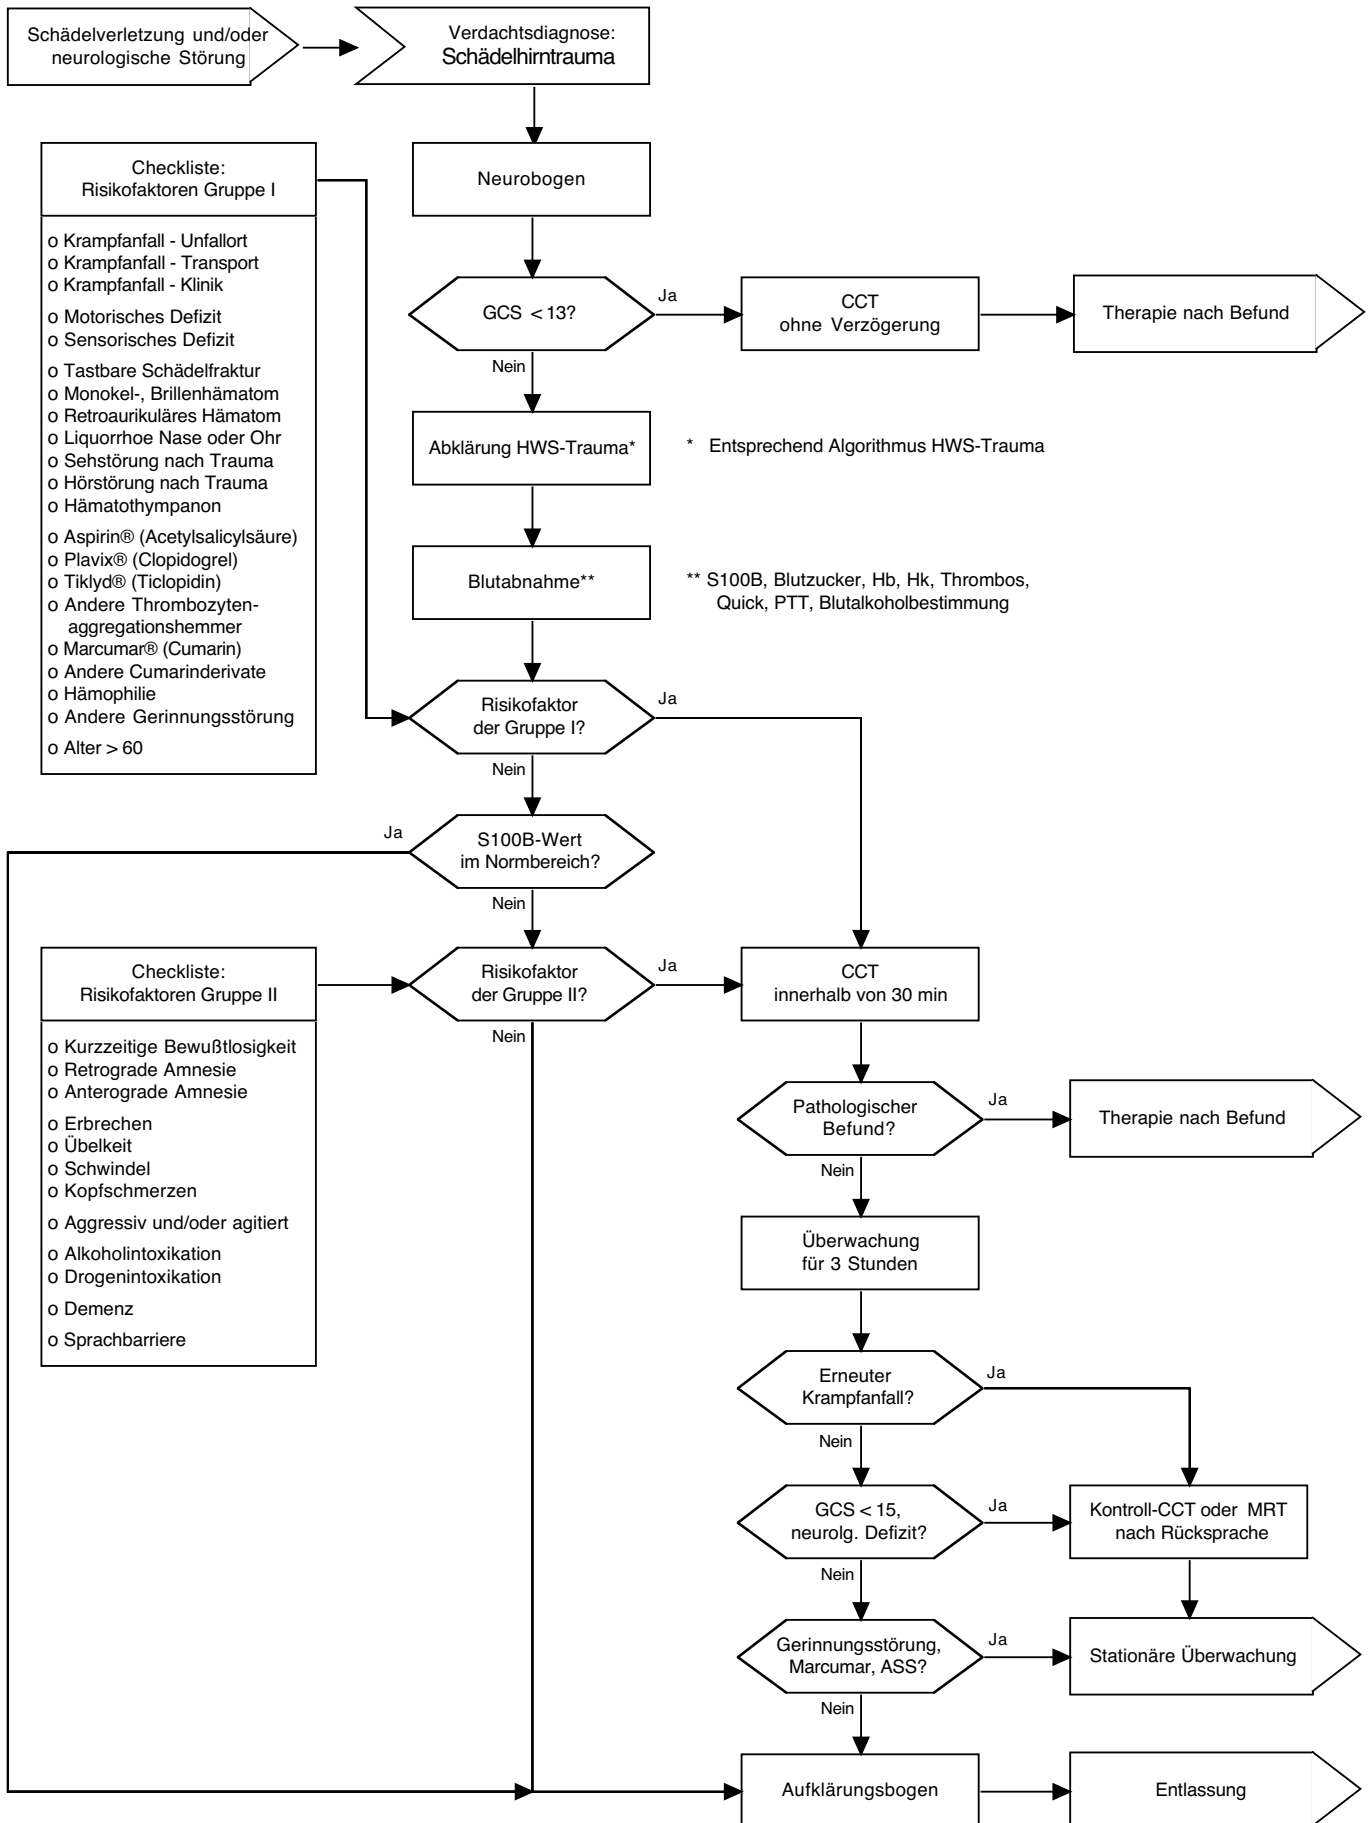 Schädelverletzung und/oder
neurologische Störung
Verdachtsdiagnose:
Schädelhirntrauma
Checkliste:
Risikofaktoren Gruppe I
o Krampfanfall - Unfallort
o Krampfanfall - Transport
o Krampfanfall - Klinik
o Motorisches Defizit
o Sensorisches Defizit
o Tastbare Schädelfraktur
o Monokel-, Brillenhämatom
o Retroaurikuläres Hämatom
o Liquorrhoe Nase oder Ohr
o Sehstörung nach Trauma
o Hörstörung nach Trauma
o Hämatothympanon
o Aspirin® (Acetylsalicylsäure)
o Plavix® (Clopidogrel)
o Tiklyd® (Ticlopidin)
o Andere Thrombozyten-
aggregationshemmer
o Marcumar® (Cumarin)
o Andere Cumarinderivate
o Hämophilie
o Andere Gerinnungsstörung
o Alter > 60
Neurobogen
GCS < 13?
Ja
CCT
ohne Verzögerung
Therapie nach Befund
Nein
Abklärung HWS-Trauma*
* Entsprechend Algorithmus HWS-Trauma
Blutabnahme**
** S100B, Blutzucker, Hb, Hk, Thrombos,
Quick, PTT, Blutalkoholbestimmung
Risikofaktor
der Gruppe I?
Ja
Nein
S100B-Wert
im Normbereich?
Ja
Nein
Checkliste:
Risikofaktoren Gruppe II
o Kurzzeitige Bewußtlosigkeit
o Retrograde Amnesie
o Anterograde Amnesie
o Erbrechen
o Übelkeit
o Schwindel
o Kopfschmerzen
o Aggressiv und/oder agitiert
o Alkoholintoxikation
o Drogenintoxikation
o Demenz
o Sprachbarriere
Risikofaktor
der Gruppe II?
Ja
Nein
CCT
innerhalb von 30 min
Pathologischer
Befund?
Ja
Therapie nach Befund
Nein
Überwachung
für 3 Stunden
Erneuter
Krampfanfall?
Ja
Nein
GCS < 15,
neurolg. Defizit?
Ja
Kontroll-CCT oder MRT
nach Rücksprache
Nein
Gerinnungsstörung,
Marcumar, ASS?
Ja
Stationäre Überwachung
Nein
Aufklärungsbogen
Entlassung